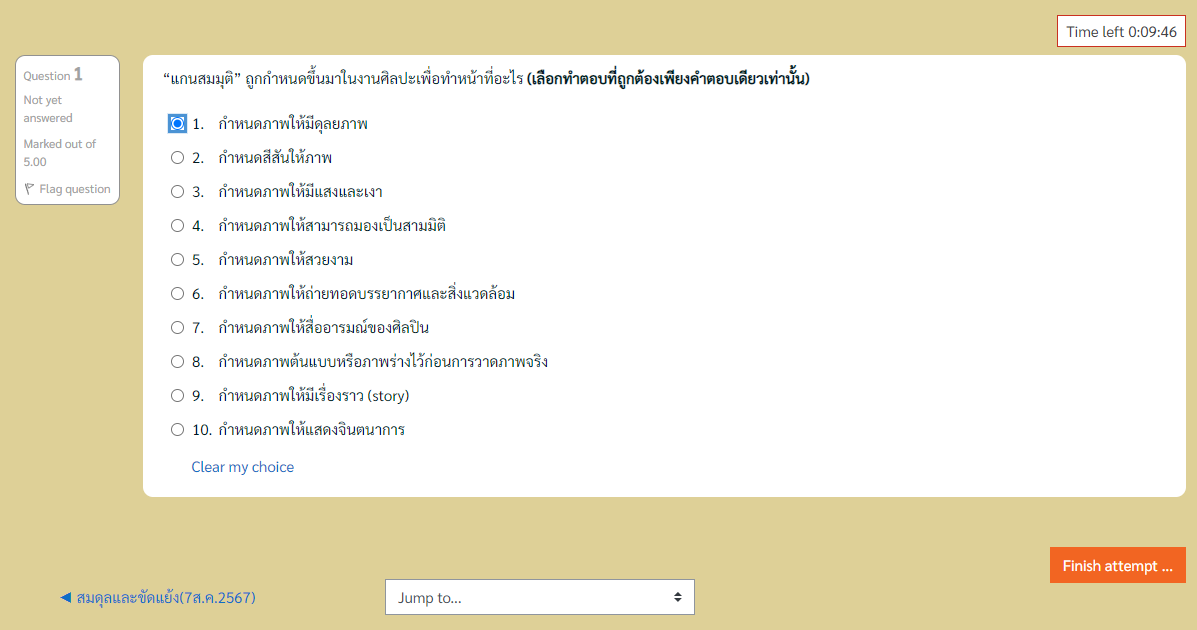 Time left 0:09:46
Question 1
Not yet
answered
Marked out of
5.00
Flag question
“แกนสมมุติ” ถูกกำหนดขึ้นมาในงานศิลปะเพื่อทำหน้าที่อะไร (เลือกทำตอบที่ถูกต้องเพียงคำตอบเดียวเท่านั้น)
1. กำหนดภาพให้มีดุลยภาพ
2. กำหนดสีสันให้ภาพ
3. กำหนดภาพให้มีแสงและเงา
4. กำหนดภาพให้สามารถมองเป็นสามมิติ
5. กำหนดภาพให้สวยงาม
6. กำหนดภาพให้ถ่ายทอดบรรยากาศและสิ่งแวดล้อม
7. กำหนดภาพให้สื่ออารมณ์ของศิลปิน
8. กำหนดภาพต้นแบบหรือภาพร่างไว้ก่อนการวาดภาพจริง
9. กำหนดภาพให้มีเรื่องราว (story)
10. กำหนดภาพให้แสดงจินตนาการ
Clear my choice
Finish attempt ...
◀ สมดุลและขัดแย้ง(7ส.ค.2567)
Jump to...